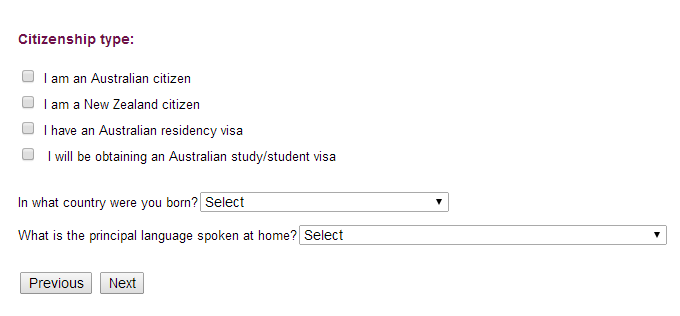 Citizenship type:
I am an Australian citizen
I am a New Zealand citizen
I have an Australian residency visa
I will be obtaining an Australian study/student visa
In what country were you born? Select
What is the principal language spoken at home? Select
Previous Next